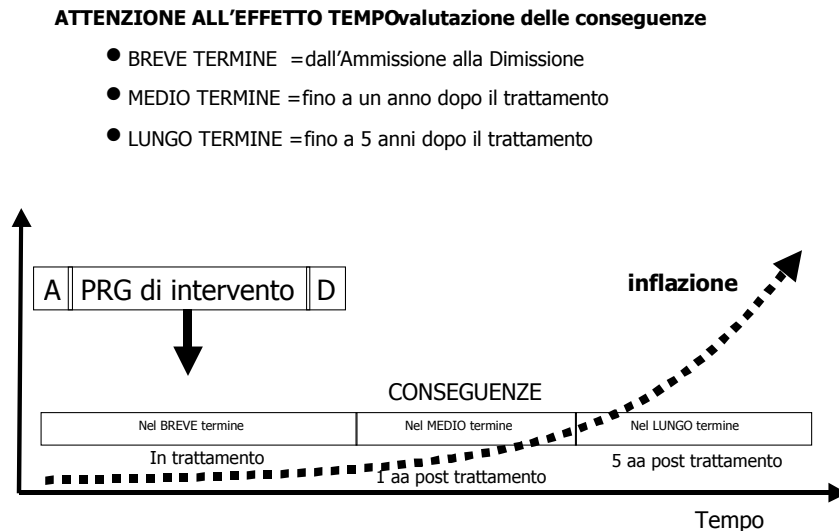 ATTENZIONE ALL'EFFETTO TEMPOvalutazione delle conseguenze
● BREVE TERMINE =dall'Ammissione alla Dimissione
● MEDIO TERMINE =fino a un anno dopo il trattamento
● LUNGO TERMINE =fino a 5 anni dopo il trattamento
A PRG di intervento D
inflazione
CONSEGUENZE
Nel BREVE termine Nel MEDIO termine Nel LUNGO termine
In trattamento 1 aa post trattamento 5 aa post trattamento
Tempo